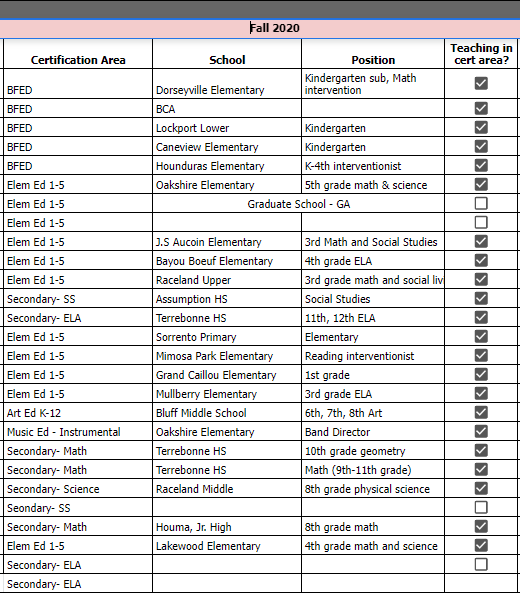 Fall 2020
Certification Area School Position Teaching in cert area?
BFED Dorseyville Elementary Kindergarten sub, Math intervention
BFED BCA
BFED Lockport Lower Kindergarten
BFED Caneview Elementary Kindergarten
BFED Hounduras Elementary K-4th interventionist
Elem Ed 1-5 Oakshire Elementary 5th grade math & science
Elem Ed 1-5 Graduate School - GA
Elem Ed 1-5
Elem Ed 1-5 J.S Aucoin Elementary 3rd Math and Social Studies
Elem Ed 1-5 Bayou Boeuf Elementary 4th grade ELA
Elem Ed 1-5 Raceland Upper 3rd grade math and social livi
Secondary- SS Assumption HS Social Studies
Secondary- ELA Terrebonne HS 11th, 12th ELA
Elem Ed 1-5 Sorrento Primary Elementary
Elem Ed 1-5 Mimosa Park Elementary Reading interventionist
Elem Ed 1-5 Grand Caillou Elementary 1st grade
Elem Ed 1-5 Mullberry Elementary 3rd grade ELA
Art Ed K-12 Bluff Middle School 6th, 7th, 8th Art
Music Ed - Instrumental Oakshire Elementary Band Director
Secondary- Math Terrebonne HS 10th grade geometry
Secondary- Math Terrebonne HS Math (9th-11th grade)
Secondary- Science Raceland Middle 8th grade physical science
Seondary- SS
Secondary- Math Houma, Jr. High 8th grade math
Elem Ed 1-5 Lakewood Elementary 4th grade math and science
Secondary- ELA
Secondary- ELA